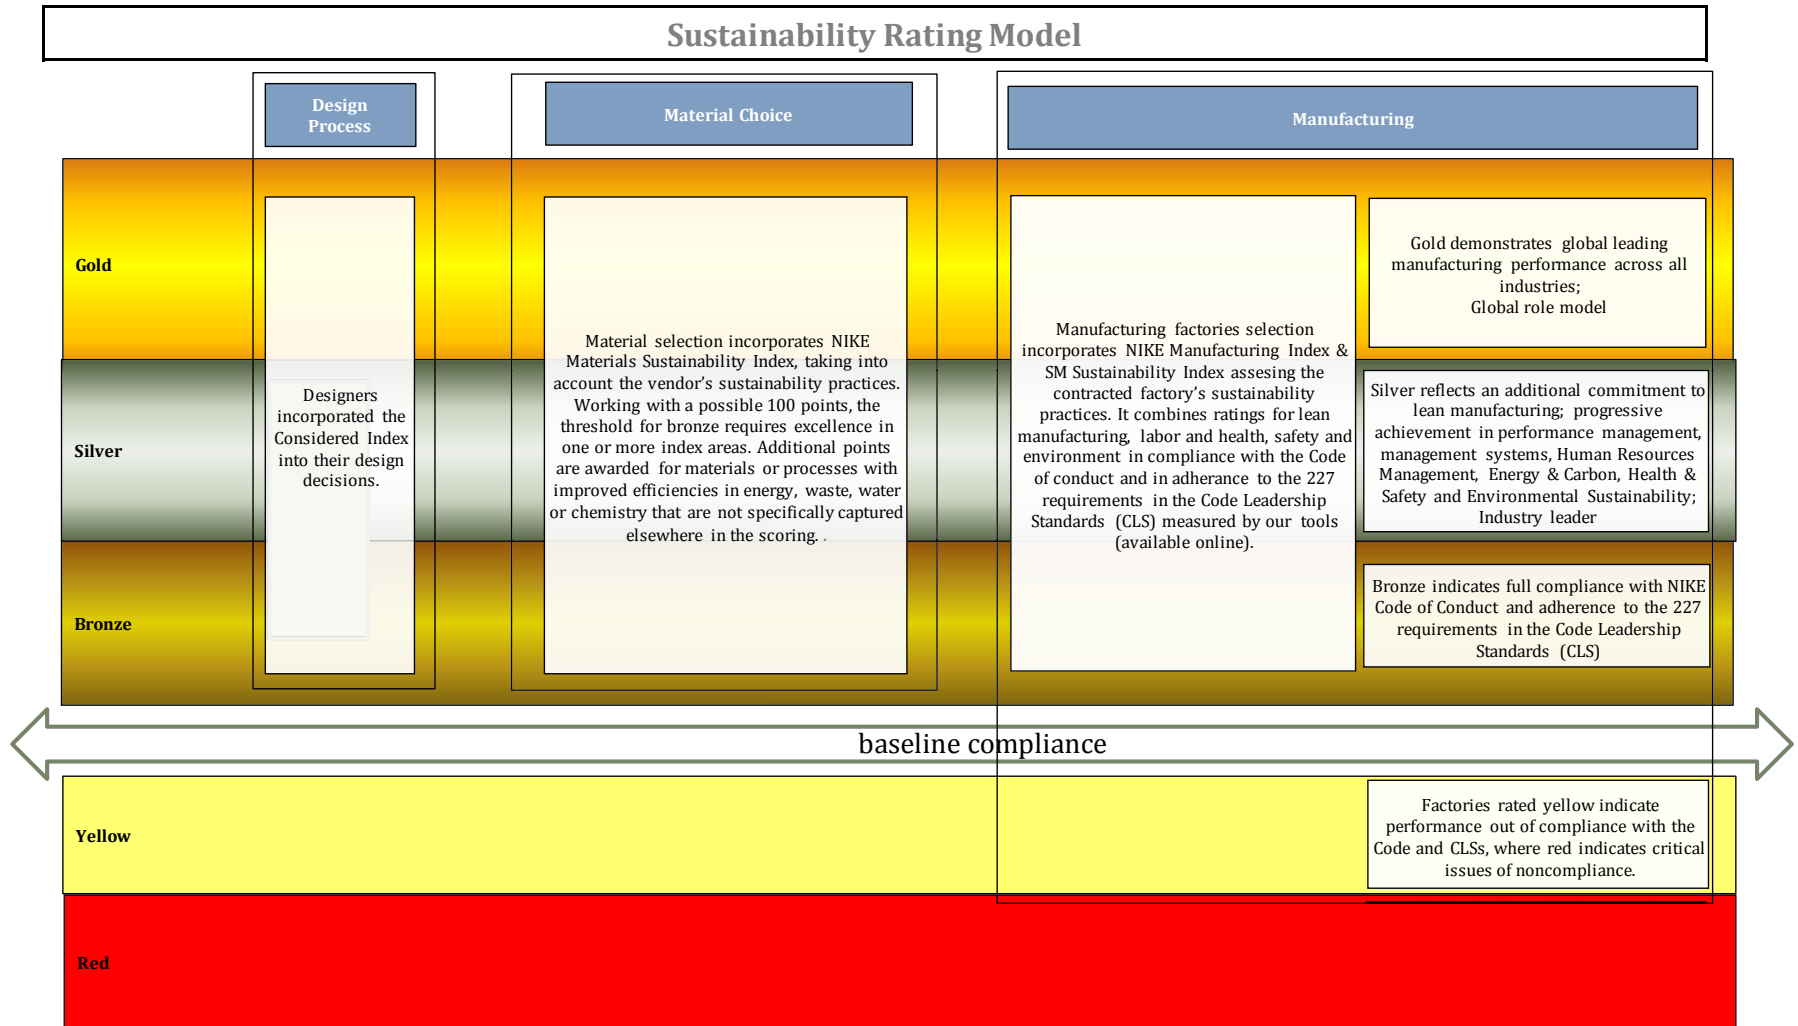 Sustainability Rating Model
Design
Process
Material Choice
Manufacturing
Gold
Silver
Bronze
Designers
incorporated the
Considered Index
into their design
decisions.
Material selection incorporates NIKE
Materials Sustainability Index, taking into
account the vendor’s sustainability practices.
Working with a possible 100 points, the
threshold for bronze requires excellence in
one or more index areas. Additional points
are awarded for materials or processes with
improved efficiencies in energy, waste, water
or chemistry that are not specifically captured
elsewhere in the scoring. .
Manufacturing factories selection
incorporates NIKE Manufacturing Index &
SM Sustainability Index assesing the
contracted factory’s sustainability
practices. It combines ratings for lean
manufacturing, labor and health, safety and
environment in compliance with the Code
of conduct and in adherance to the 227
requirements in the Code Leadership
Standards (CLS) measured by our tools
(available online).
Gold demonstrates global leading
manufacturing performance across all
industries;
Global role model
Silver reflects an additional commitment to
lean manufacturing; progressive
achievement in performance management,
management systems, Human Resources
Management, Energy & Carbon, Health &
Safety and Environmental Sustainability;
Industry leader
Bronze indicates full compliance with NIKE
Code of Conduct and adherence to the 227
requirements in the Code Leadership
Standards (CLS)
baseline compliance
Yellow
Factories rated yellow indicate
performance out of compliance with the
Code and CLSs, where red indicates critical
issues of noncompliance.
Red